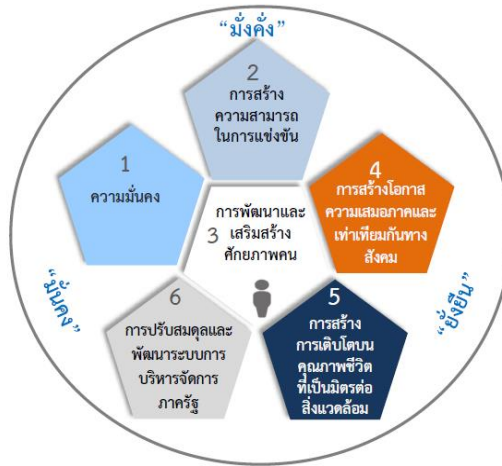 “มั่งคั่ง”
2
การสร้าง
ความสามารถ
ในการแข่งขัน
1
ความมั่นคง
4
การสร้างโอกาส
ความเสมอภาคและ
เท่าเทียมกันทาง
สังคม
การพัฒนาและ
3 เสริมสร้าง
ศักยภาพคน
“มั่นคง”
“ยั่งยืน”
6
การปรับสมดุลและ
พัฒนาระบบการ
บริหารจัดการ
ภาครัฐ
5
การสร้าง
การเติบโตบน
คุณภาพชีวิต
ที่เป็นมิตรต่อ
สิ่งแวดล้อม